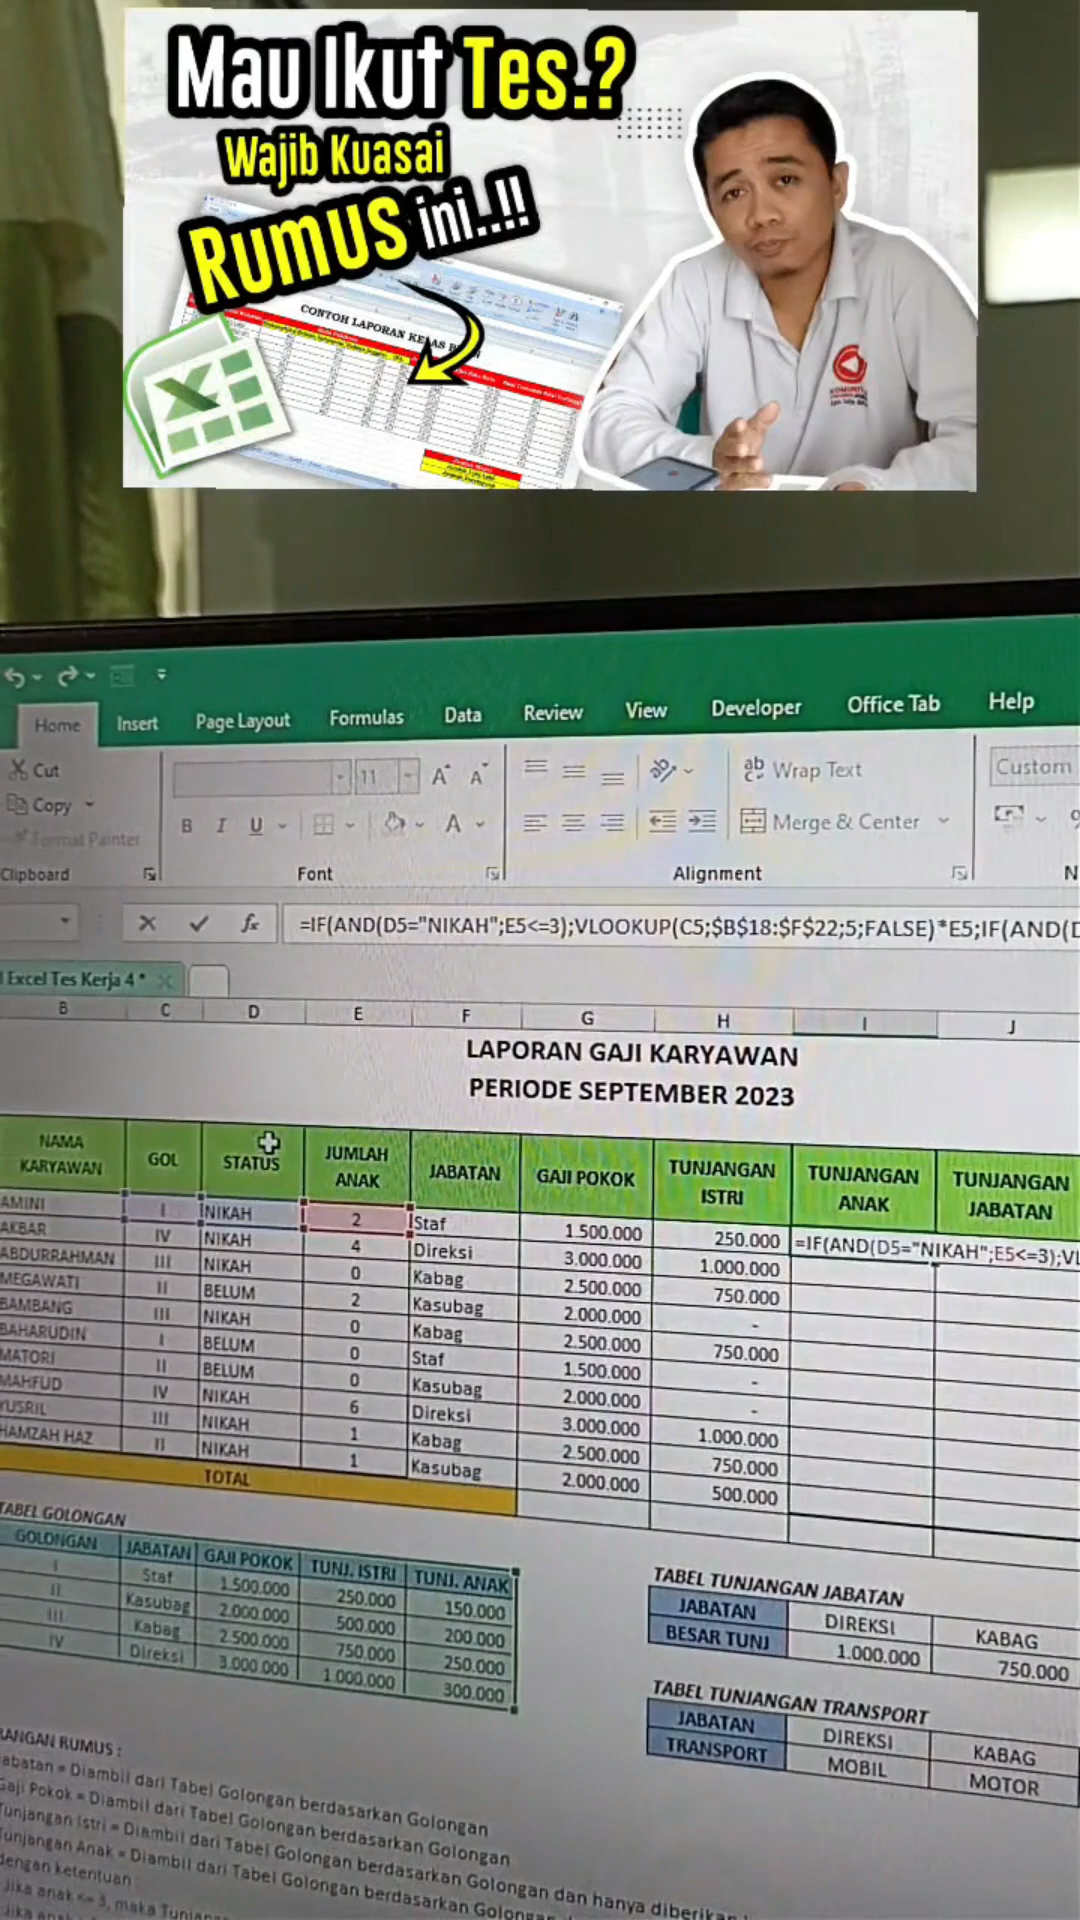 Mau Ikut Tes.?
Wajib Kuasai
Rumus ini..!!
CONTOH LAPORAN
Home Insert Page Layout Formulas Data Review View Developer Office Tab Help
Cut
Copy
Format Painter
Clipboard
11
Wrap Text
Merge & Center
Custom
Font
Alignment
N
=IF(AND(D5="NIKAH";E5<=3);VLOOKUP(C5;$B$18:$F$22;5;FALSE)*E5;IF(AND(D
Excel Tes Kerja 4 *
B C D E F G H I J
LAPORAN GAJI KARYAWAN
PERIODE SEPTEMBER 2023
NAMA KARYAWAN GOL STATUS JUMLAH ANAK JABATAN GAJI POKOK TUNJANGAN ISTRI TUNJANGAN ANAK TUNJANGAN JABATAN
AMINI I NIKAH 2 Staf 1.500.000 250.000 =IF(AND(D5="NIKAH";E5<=3);VL
AKBAR IV NIKAH 4 Direksi 3.000.000 1.000.000
ABDURRAHMAN III NIKAH 0 Kabag 2.500.000 750.000
MEGAWATI II BELUM 2 Kasubag 2.000.000 -
BAMBANG III NIKAH 0 Kabag 2.500.000 750.000
BAHARUDIN I BELUM 0 Staf 1.500.000 -
MATORI II BELUM 0 Kasubag 2.000.000 -
MAHFUD IV NIKAH 6 Direksi 3.000.000 1.000.000
YUSRIL III NIKAH 1 Kabag 2.500.000 750.000
HAMZAH HAZ II NIKAH 1 Kasubag 2.000.000 500.000
TOTAL
TABEL GOLONGAN
GOLONGAN JABATAN GAJI POKOK TUNJ. ISTRI TUNJ. ANAK
I Staf 1.500.000 250.000 150.000
II Kasubag 2.000.000 500.000 200.000
III Kabag 2.500.000 750.000 250.000
IV Direksi 3.000.000 1.000.000 300.000
TABEL TUNJANGAN JABATAN
JABATAN DIREKSI KABAG
BESAR TUNJ 1.000.000 750.000
TABEL TUNJANGAN TRANSPORT
JABATAN DIREKSI KABAG
TRANSPORT MOBIL MOTOR
RANGAN RUMUS :
abatan = Diambil dari Tabel Golongan berdasarkan Golongan
Gaji Pokok = Diambil dari Tabel Golongan berdasarkan Golongan
Tunjangan Istri = Diambil dari Tabel Golongan berdasarkan Golongan dan hanya diberikan
Tunjangan Anak = Diambil dari Tabel Golongan berdasarkan Golongan
dengan ketentuan
Jika anak <= 3, maka
Jika